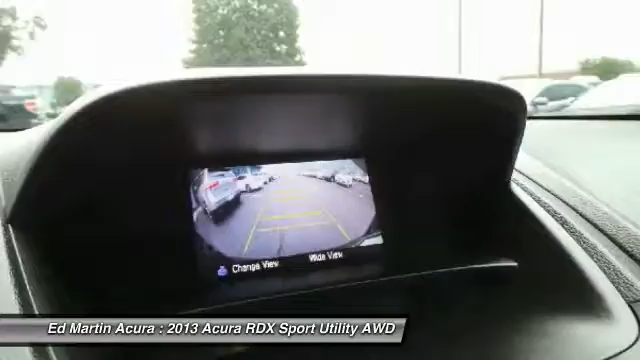 Change View Wide View
Ed Martin Acura : 2013 Acura RDX Sport Utility AWD